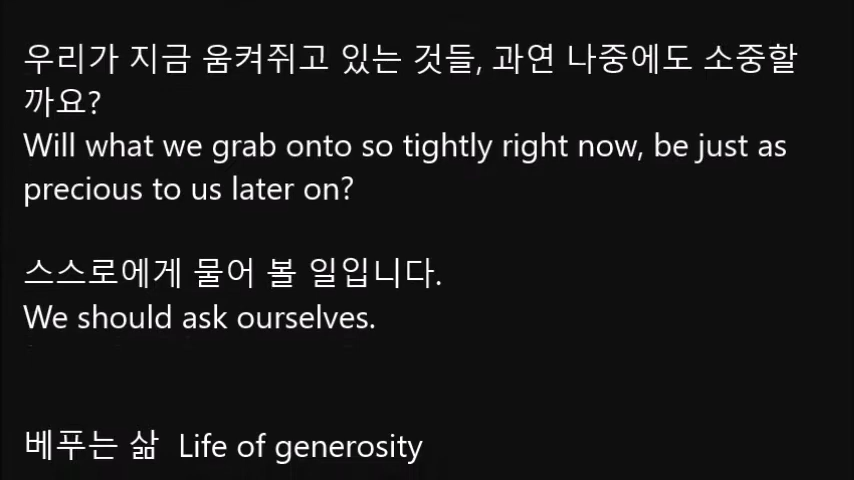 우리가 지금 움켜쥐고 있는 것들, 과연 나중에도 소중할
까요?
Will what we grab onto so tightly right now, be just as
precious to us later on?
스스로에게 물어 볼 일입니다.
We should ask ourselves.
베푸는 삶 Life of generosity